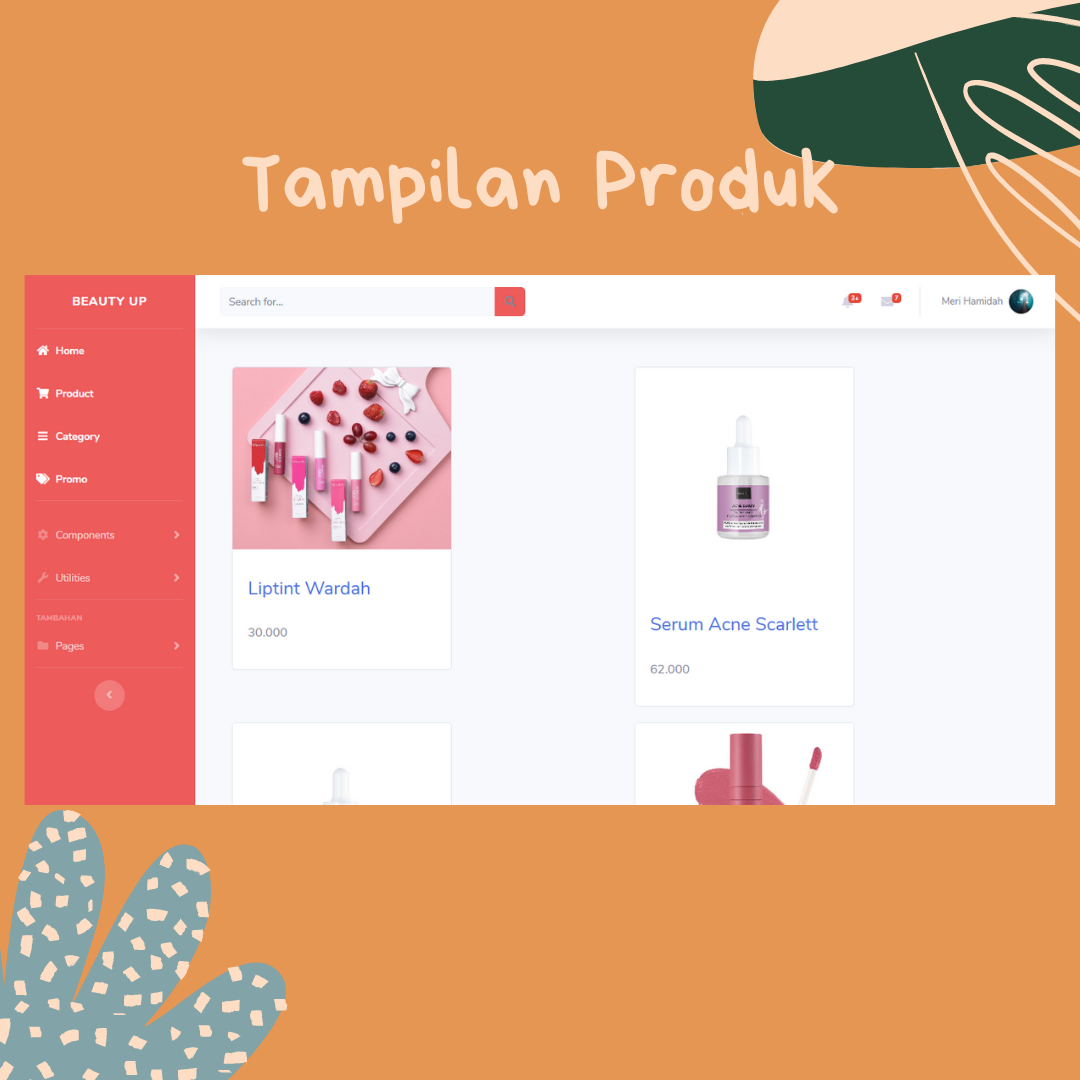 Tampilan Produk
BEAUTY UP
Search for...
3+
7
Meri Hamidah
Home
Product
Category
Promo
Components
Utilities
TAMBAHAN
Pages
Liptint Wardah
30.000
Serum Acne Scarlett
62.000